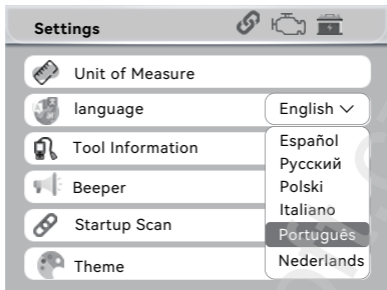 Settings
Unit of Measure
language
English
Tool Information
Español
Русский
Beeper
Polski
Italiano
Startup Scan
Português
Theme
Nederlands